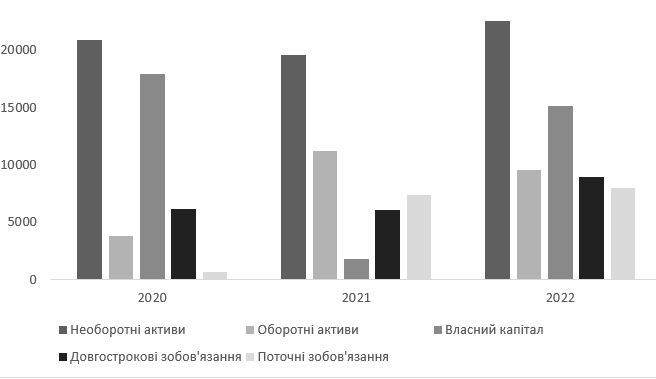 20000
15000
10000
5000
0
2020 2021 2022
Необоротні активи Оборотні активи Власний капітал
Довгострокові зобов'язання Поточні зобов'язання